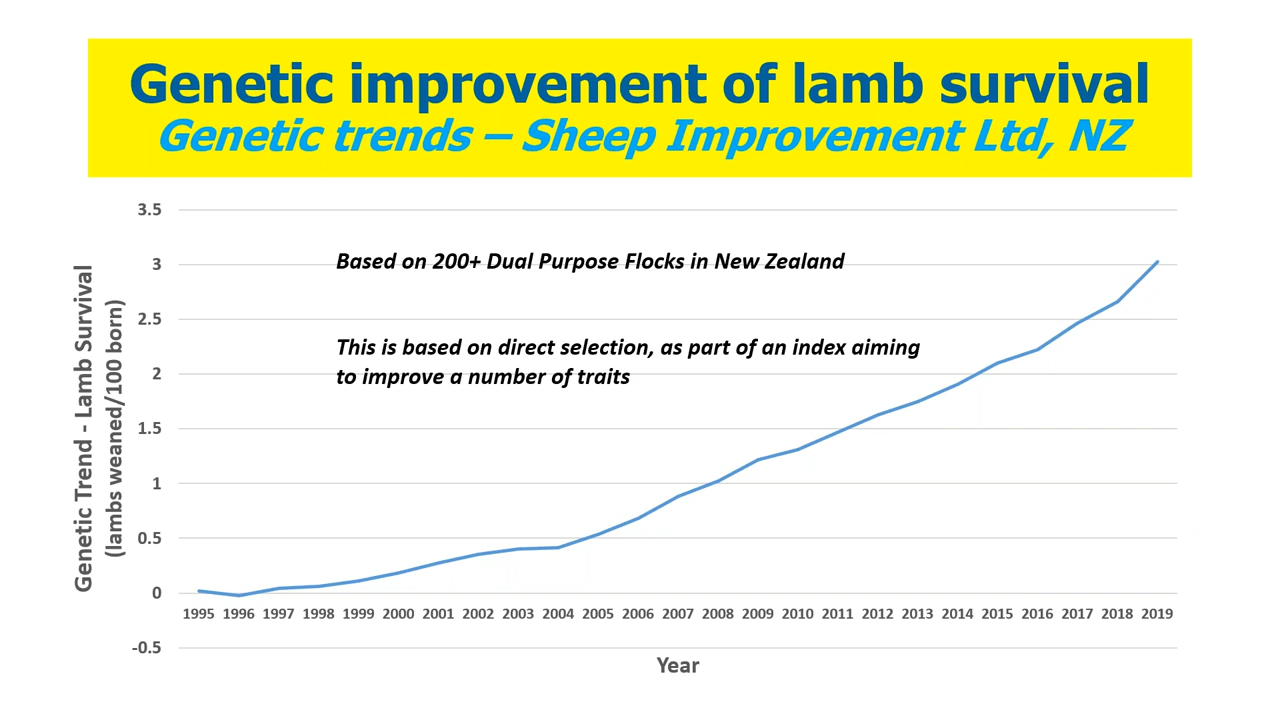 Genetic improvement of lamb survival
Genetic trends – Sheep Improvement Ltd, NZ
3.5
3
2.5
2
1.5
1
0.5
0
-0.5
Genetic Trend - Lamb Survival
(lambs weaned/100 born)
Based on 200+ Dual Purpose Flocks in New Zealand
This is based on direct selection, as part of an index aiming
to improve a number of traits
1995 1996 1997 1998 1999 2000 2001 2002 2003 2004 2005 2006 2007 2008 2009 2010 2011 2012 2013 2014 2015 2016 2017 2018 2019
Year